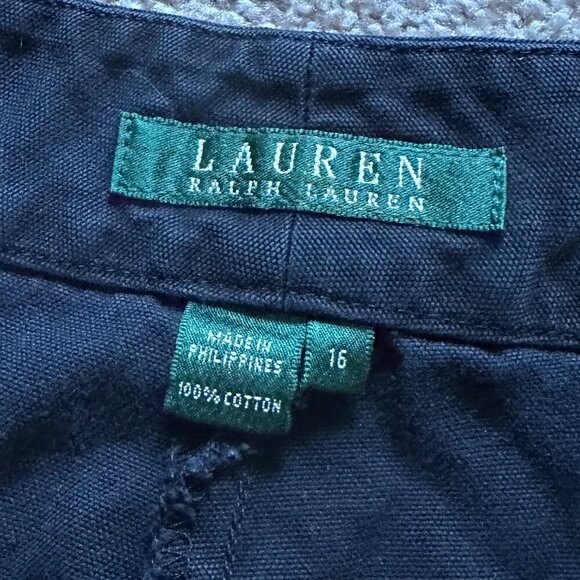 LAUREN
RALPH LAUREN
MADE IN
PHILIPPINES
100% COTTON
16